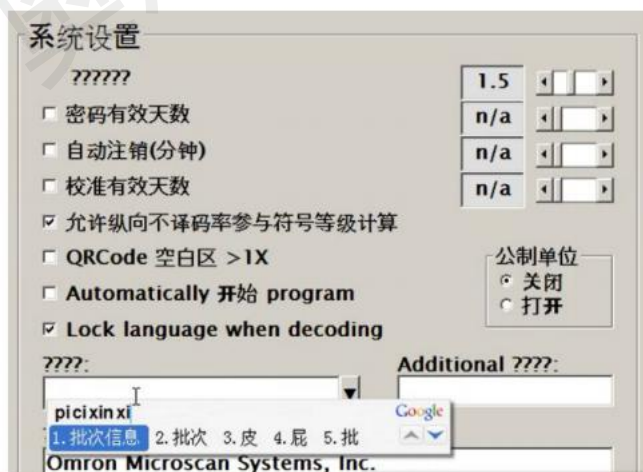 系统设置
?????? 1.5
密码有效天数 n/a
自动注销(分钟) n/a
校准有效天数 n/a
允许纵向不译码率参与符号等级计算
QRCode 空白区 >1X
公制单位
关闭
打开
Automatically 开始 program
Lock language when decoding
????:
Additional ????:
picixinxi
Google
1.批次信息 2.批次 3.皮 4.屁 5.批
Omron Microscan Systems, Inc.